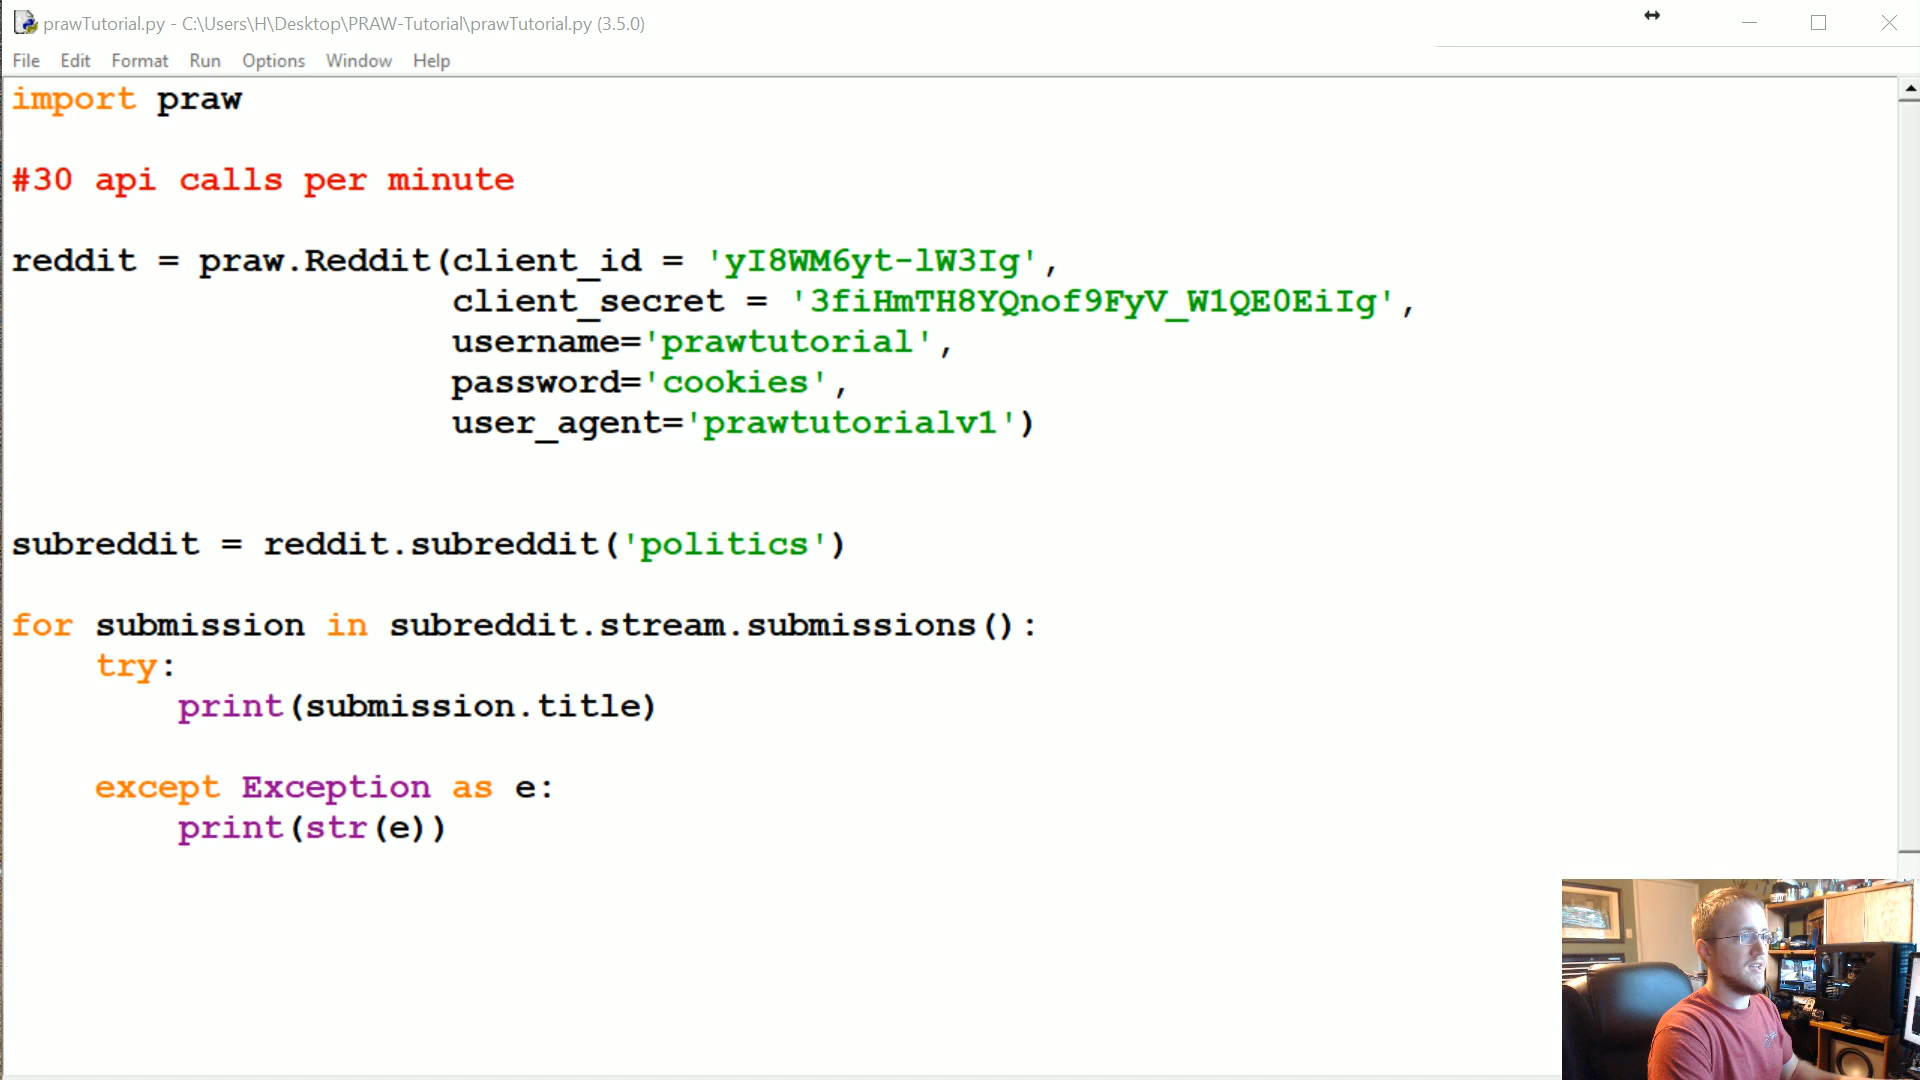 prawTutorial.py - C:\Users\H\Desktop\PRAW-Tutorial\prawTutorial.py (3.5.0)
File Edit Format Run Options Window Help
import praw
#30 api calls per minute
reddit = praw.Reddit(client_id = 'yI8WM6yt-lW3Ig',
client_secret = '3fiHmTH8YQnof9FyV_W1QE0EiIg',
username='prawtutorial',
password='cookies',
user_agent='prawtutorialv1')
subreddit = reddit.subreddit('politics')
for submission in subreddit.stream.submissions():
try:
print(submission.title)
except Exception as e:
print(str(e))